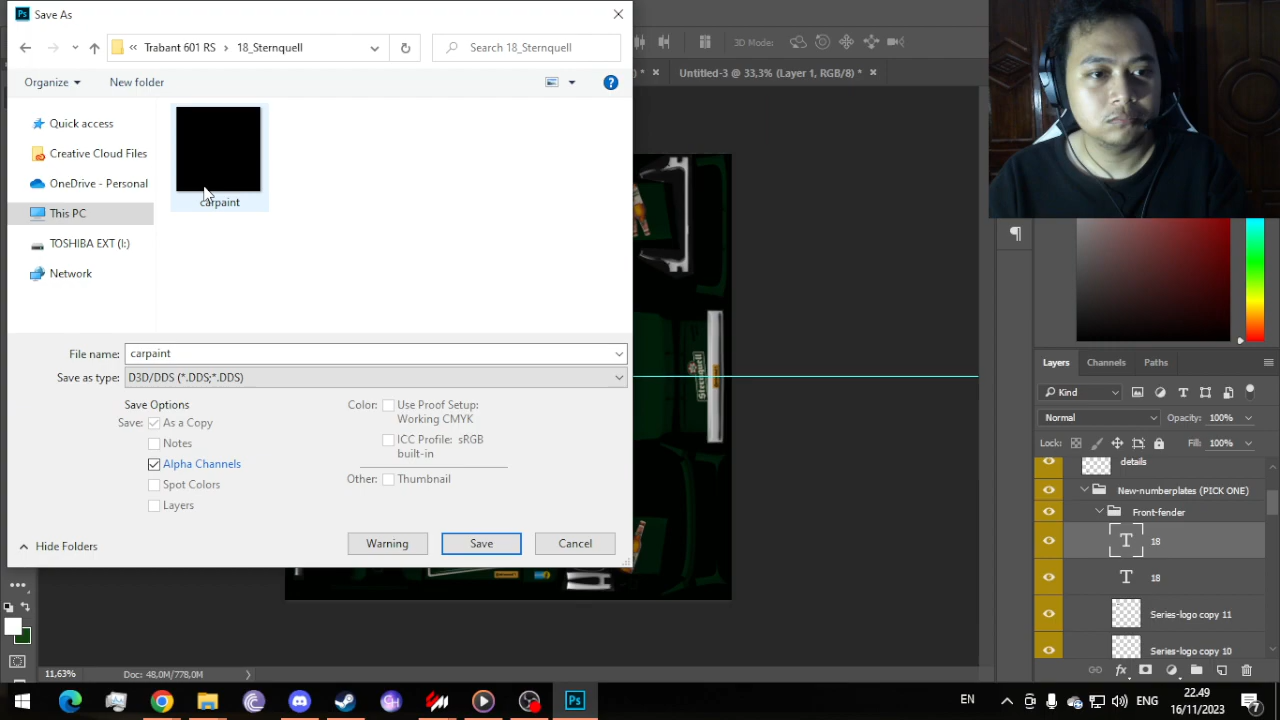 Save As
Trabant 601 RS
18_Sternquell
Search 18_Sternquell
3D Mode:
Untitled-3 @ 33,3% (Layer 1, RGB/8) *
Organize
New folder
Quick access
Creative Cloud Files
OneDrive - Personal
This PC
TOSHIBA EXT (I:)
Network
carpaint
File name:
carpaint
Save as type:
D3D/DDS (*.DDS;*.DDS)
Save Options
Save:
As a Copy
Notes
Alpha Channels
Spot Colors
Layers
Color:
Use Proof Setup:
Working CMYK
ICC Profile: sRGB
built-in
Other:
Thumbnail
Hide Folders
Warning
Save
Cancel
Sternquell
Layers
Channels
Paths
Kind
Normal
Opacity: 100%
Lock:
Fill: 100%
details
New-numberplates (PICK ONE)
Front-fender
18
18
Series-logo copy 11
Series-logo copy 10
11,63%
Doc: 48,0M/778,0M
EN
ENG
22.49
16/11/2023
7